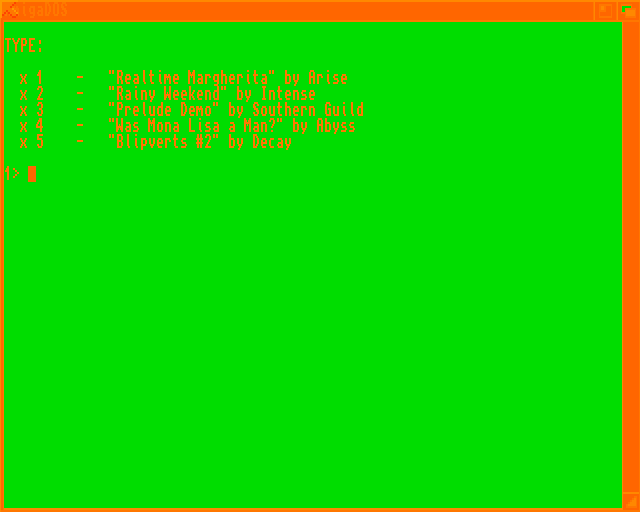 AmigaDOS
TYPE:
x 1 - "Realtime Margherita" by Arise
x 2 - "Rainy Weekend" by Intense
x 3 - "Prelude Demo" by Southern Guild
x 4 - "Was Mona Lisa a Man?" by Abyss
x 5 - "Blipverts #2" by Decay
1>